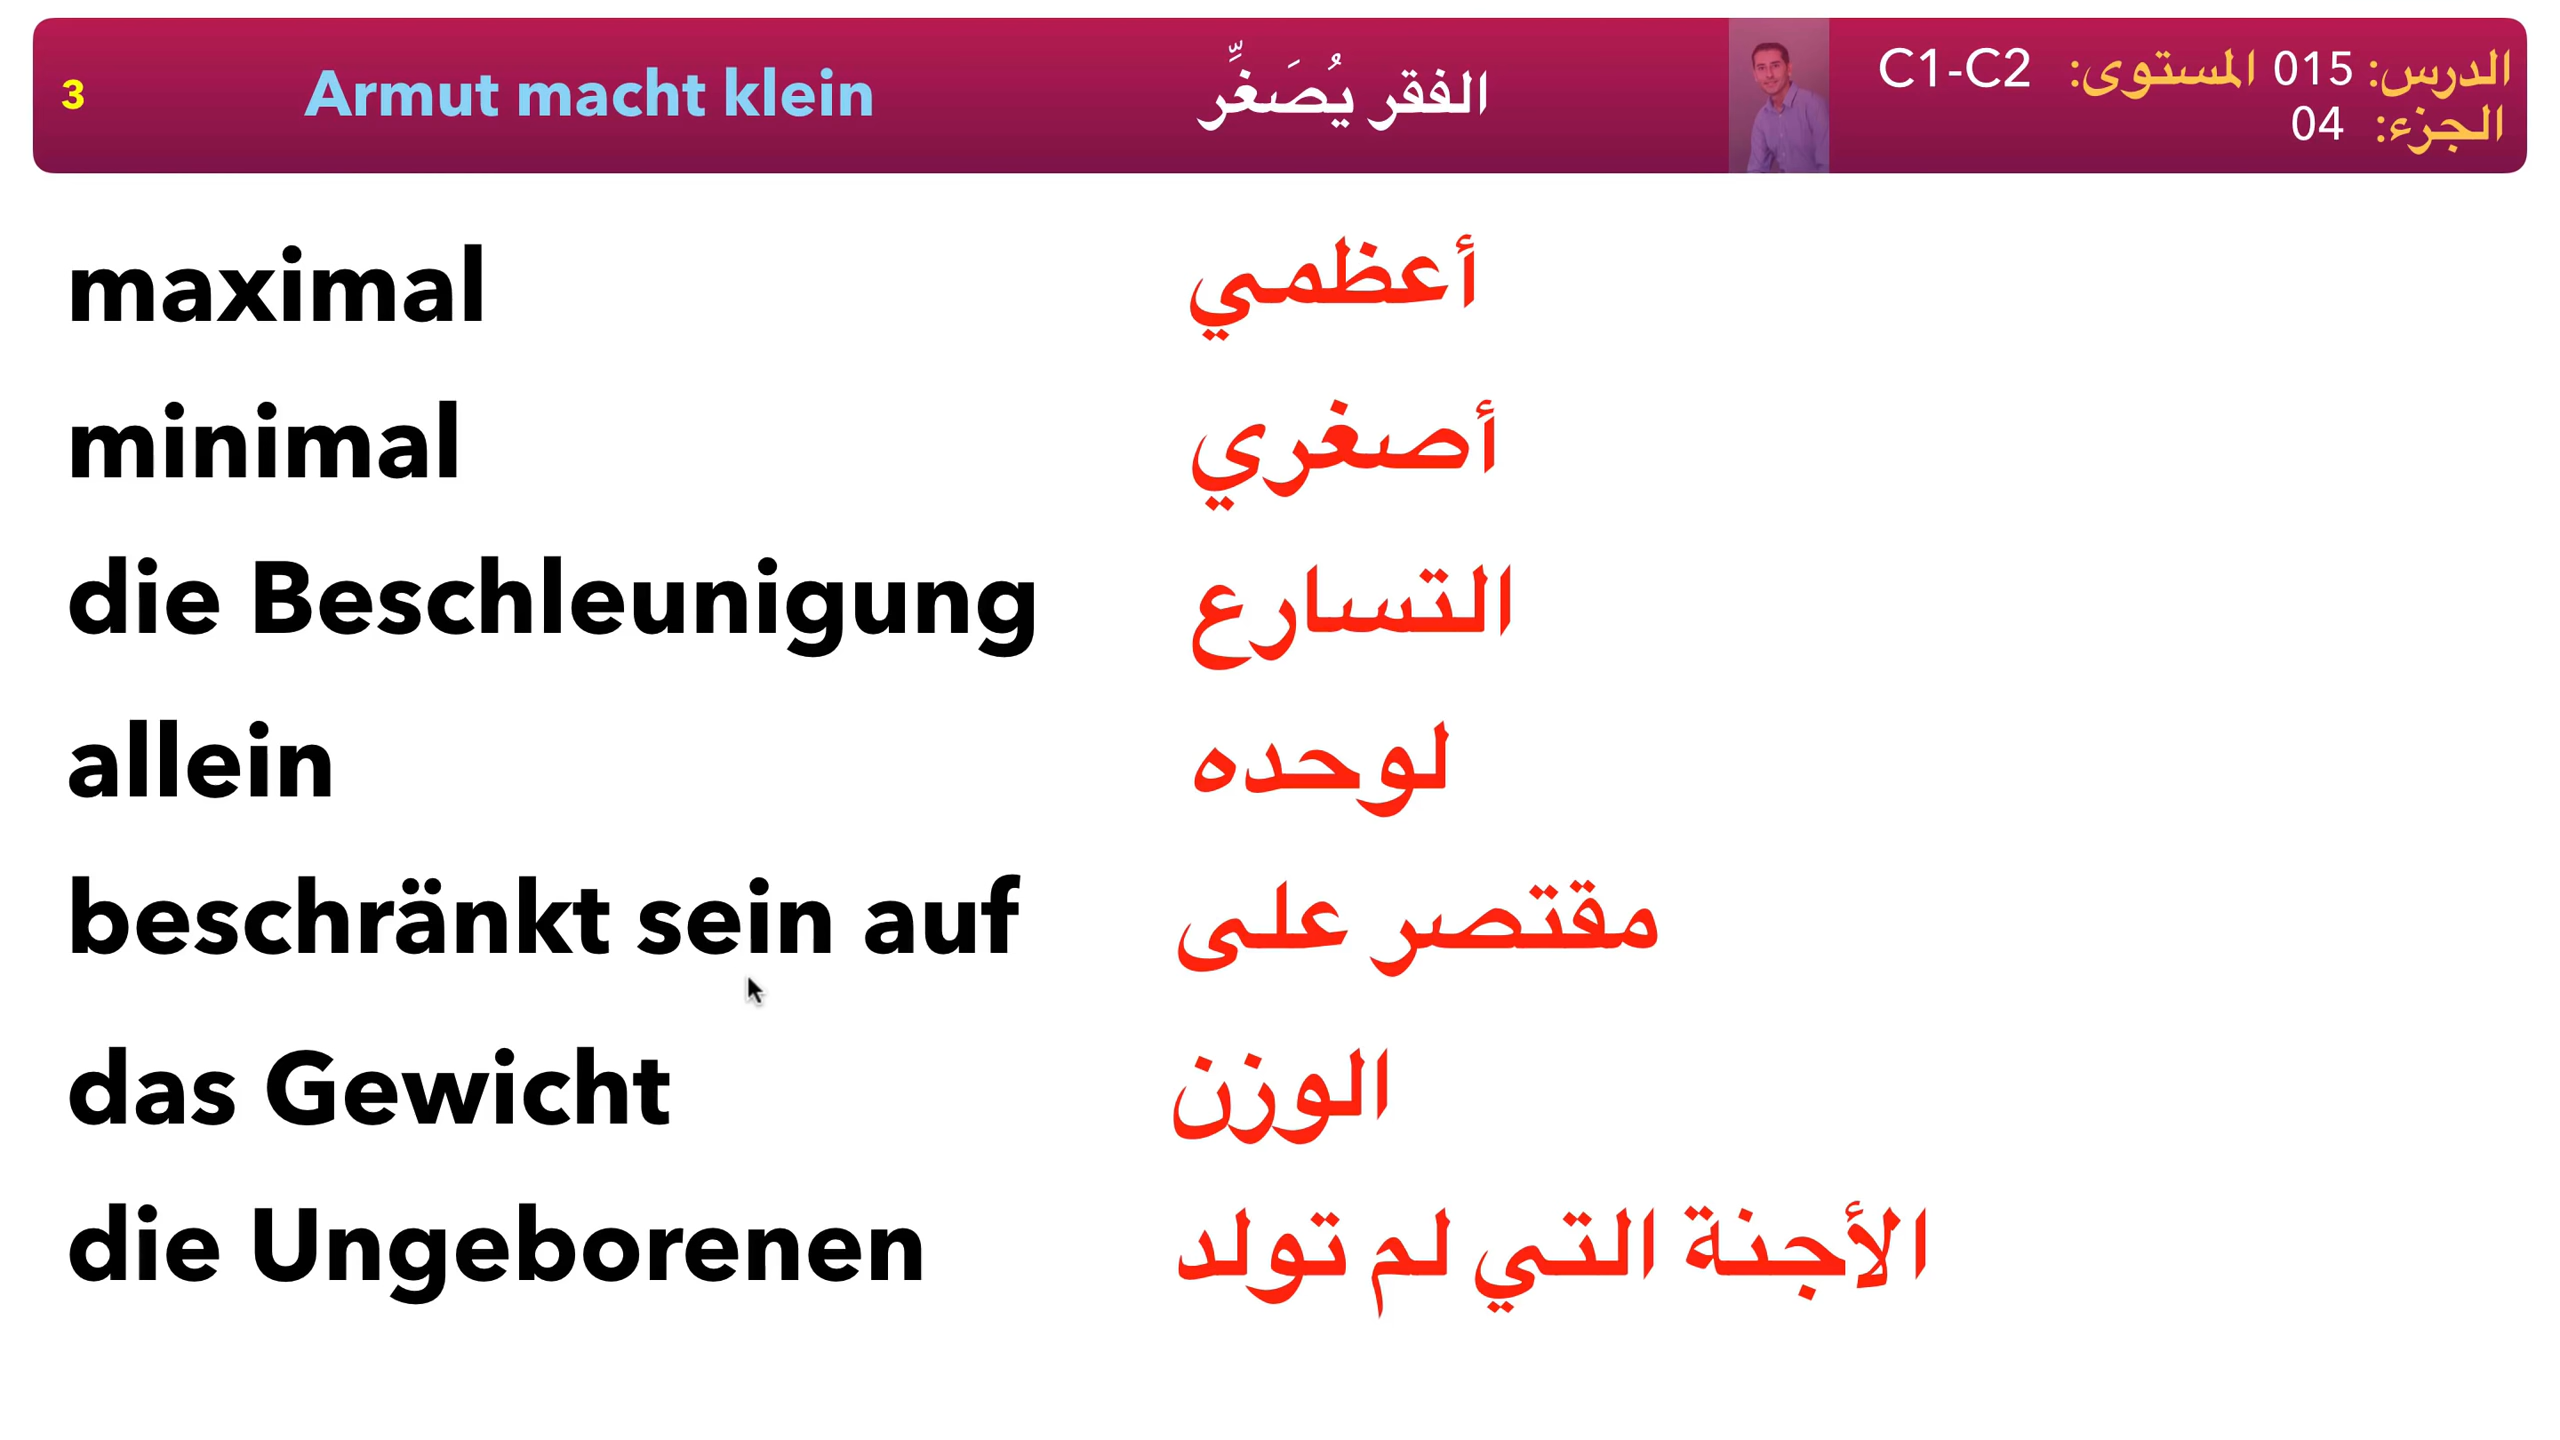 3 Armut macht klein الفقر يُصَغِّر الدرس: 015 المستوى: C1-C2
الجزء: 04
maximal أعظمي
minimal أصغري
die Beschleunigung التسارع
allein لوحده
beschränkt sein auf مقتصر على
das Gewicht الوزن
die Ungeborenen الأجنة التي لم تولد